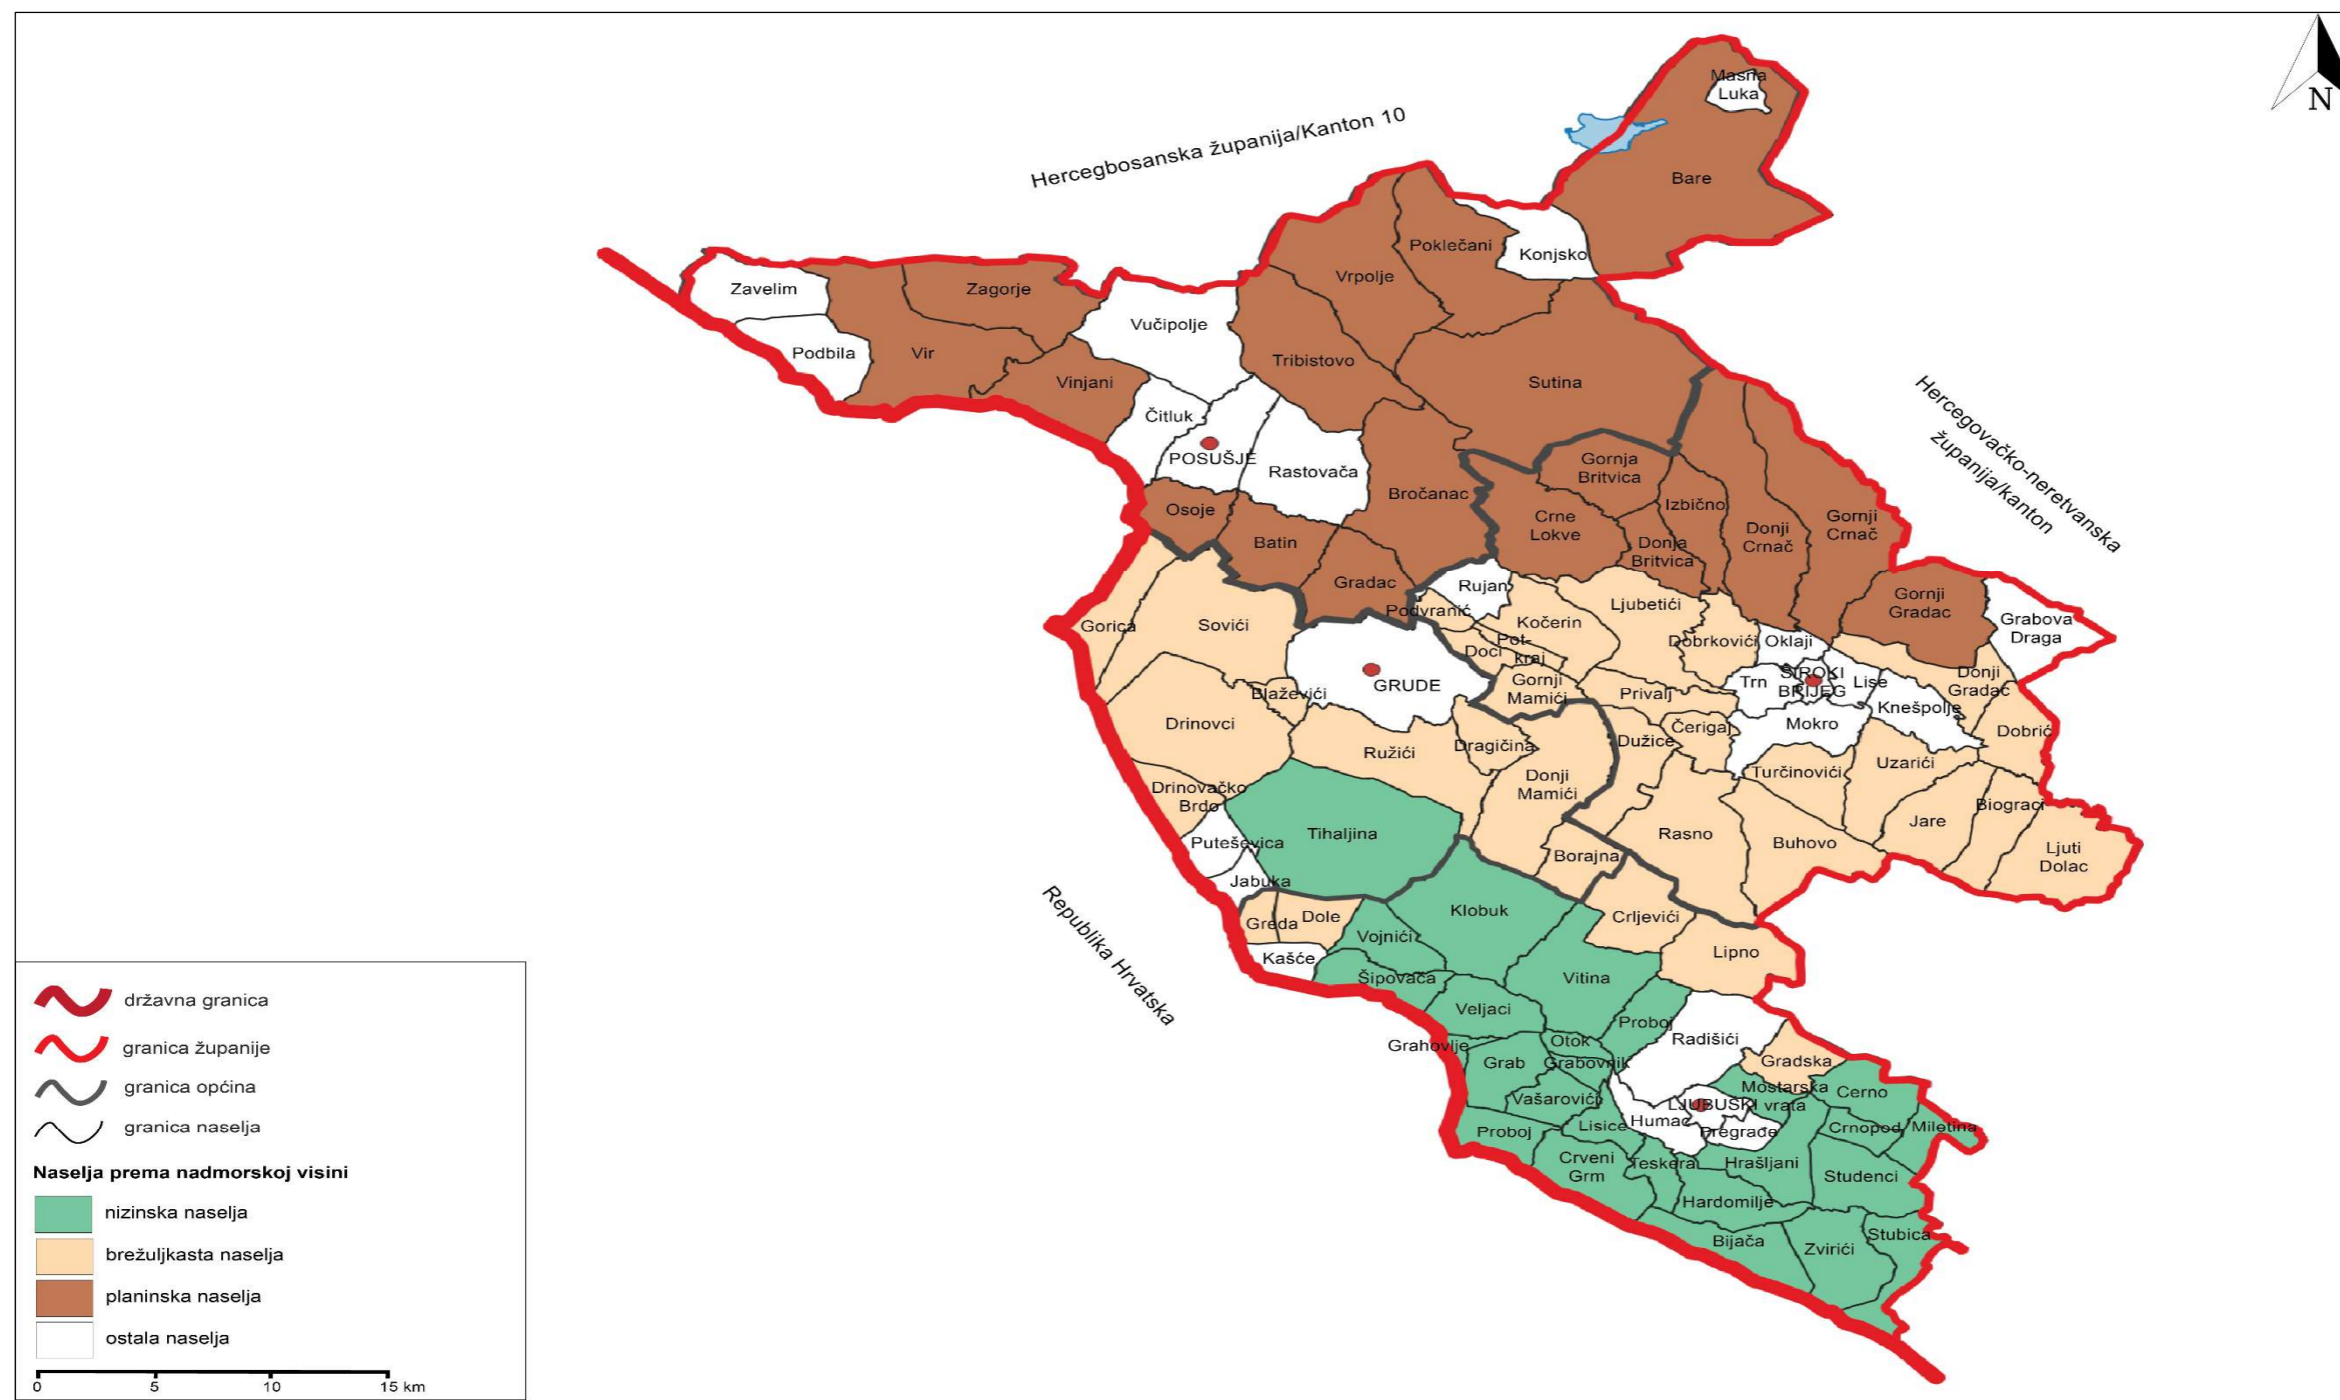 N
Hercegbosanska županija/Kanton 10
Masna
Luka
Bare
Poklečani
Konjsko
Vrpolje
Zavelim
Zagorje
Vučipolje
Podbila
Vir
Tribistovo
Vinjani
Sutina
Hercegovačko-neretvanska
županija/kanton
Čitluk
POSUŠJE
Rastovača
Gornja
Britvica
Bročanac
Izbično
Osoje
Crne
Lokve
Gornji
Crnač
Donji
Crnač
Batin
Donja
Britvica
Gradac
Rujan
Gornji
Gradac
Podvranić
Ljubetići
Grabova
Draga
Gorica
Sovići
Kočerin
Dobrkovići
Oklaji
Pot-
kraj
Doci
GRUDE
Gornji
Mamići
Trn
ŠIROKI
BRIJEG
Lise
Donji
Gradac
Blaževići
Privalj
Knešpolje
Drinovci
Čerigaj
Mokro
Dobrić
Ružići
Dragičina
Dužice
Turčinovići
Uzarići
Donji
Mamići
Drinovačko
Brdo
Biograci
Tihaljina
Rasno
Buhovo
Jare
Puteševica
Borajna
Ljuti
Dolac
Jabuka
Republika Hrvatska
Greda
Dole
Klobuk
Crljevići
Vojnići
Kašće
Lipno
Šipovača
Vitina
Veljaci
Proboj
Radišići
Grahovlje
Otok
Grab
Grabovnik
Gradska
Mostarska
vrata
Cerno
Vašarovići
LJUBUŠKI
Humac
Pregrađe
Lisice
Proboj
Crnopod
Miletina
Crveni
Grm
Teskera
Hrašljani
Studenci
Hardomilje
Bijača
Zvirići
Stubica
državna granica
granica županije
granica općina
granica naselja
Naselja prema nadmorskoj visini
nizinska naselja
brežuljkasta naselja
planinska naselja
ostala naselja
0 5 10 15 km